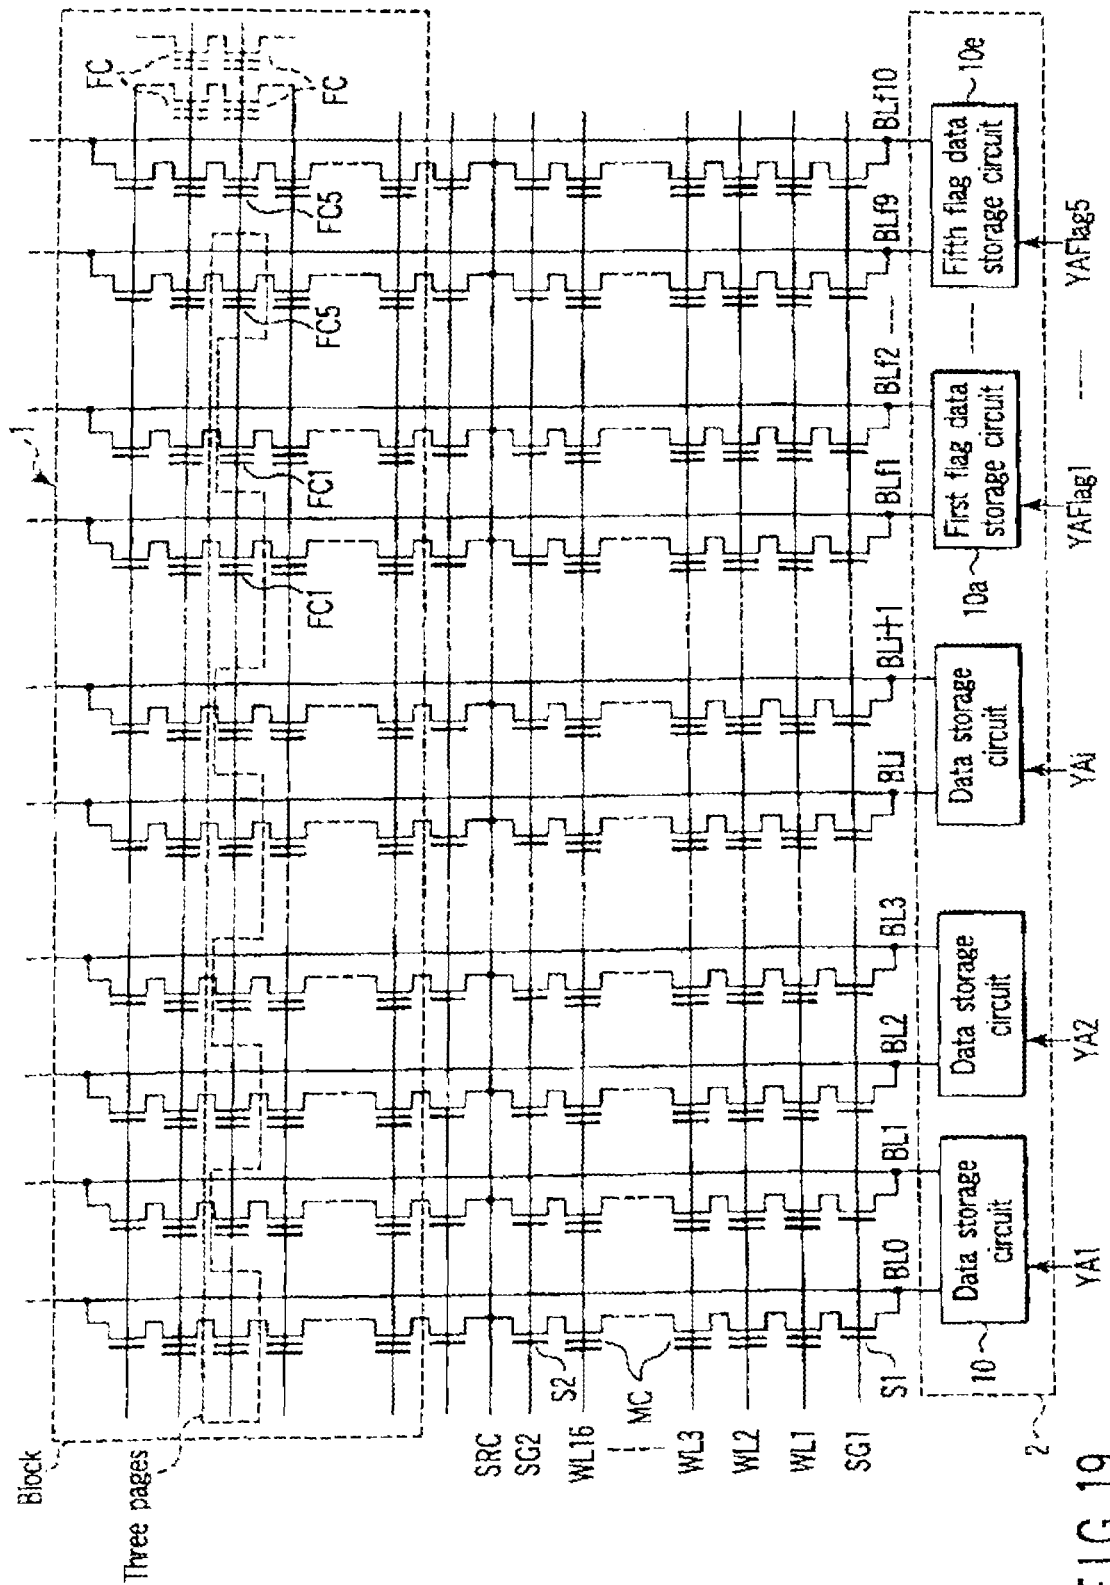 1
Block
Three pages
FC
FC
FC5
FC5
FC1
FC1
SRC
SG2
S2
WL16
MC
WL3
WL2
WL1
SG1
S1
BL0
BL1
BL2
BL3
BLi
BLi+1
BLf1
BLf2
BLf9
BLf10
2
10
Data storage
circuit
Data storage
circuit
Data storage
circuit
10a
First flag data
storage circuit
10e
Fifth flag data
storage circuit
YA1
YA2
YAi
YAFlag1
YAFlag5
FIG. 19